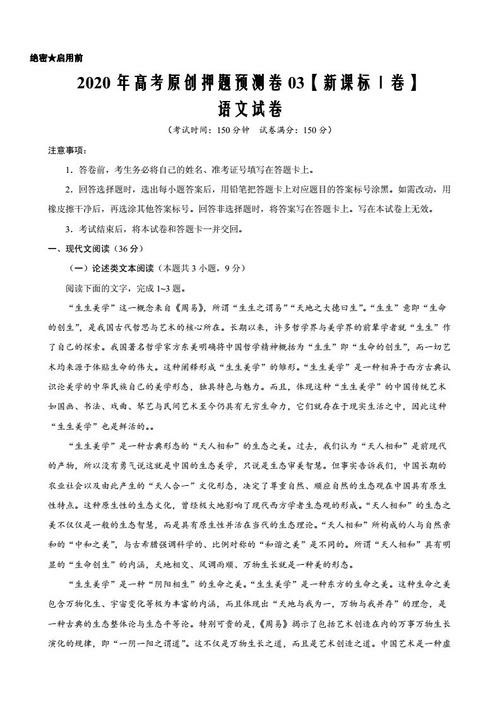 绝密★启用前
2020 年高考原创押题预测卷 03【新课标Ⅰ卷】
语文试卷
（考试时间：150 分钟 试卷满分：150 分）
注意事项：
1．答卷前，考生务必将自己的姓名、准考证号填写在答题卡上。
2．回答选择题时，选出每小题答案后，用铅笔把答题卡上对应题目的答案标号涂黑。如需改动，用
橡皮擦干净后，再选涂其他答案标号。回答非选择题时，将答案写在答题卡上。写在本试卷上无效。
3．考试结束后，将本试卷和答题卡一并交回。
一、现代文阅读(36 分)
（一）论述类文本阅读（本题共 3 小题，9 分）
阅读下面的文字，完成 1~3 题。
“生生美学”这一概念来自《周易》，所谓“生生之谓易”“天地之大德曰生”。“生生”意即“生命
的创生”，是我国古代哲思与艺术的核心所在。长期以来，许多哲学界与美学界的前辈学者就“生生”作
了自己的探索。我国著名哲学家方东美明确将中国哲学精神概括为“生生”即“生命的创生”，而一切艺
术均来源于体贴生命的伟大。这种阐释形成“生生美学”的雏形。“生生美学”是一种相异于西方古典认
识论美学的中华民族自己的美学形态，独具特色与魅力。而且，体现这种“生生美学”的中国传统艺术
如国画、书法、戏曲、琴艺与民间艺术至今仍具有无穷生命力，它们就存在于现实生活之中，因此这种
“生生美学”也是鲜活的。。
“生生美学”是一种古典形态的“天人相和”的生态之美。过去，我们认为“天人相和”是前现代
的产物，所以没有勇气说这就是中国的生态美学，只说是生态审美智慧。但事实告诉我们，中国长期的
农业社会以及由此产生的“天人合一”文化形态，决定了尊重自然、顺应自然的生态观在中国具有原生
性特点。这种原生性的生态文化，曾经极大地影响了现代西方学者生态观的形成。“天人相和”的生态之
美不仅仅是一般的生态智慧，而是具有原生性并活在当代的生态理论。“天人相和”所构成的人与自然亲
和的“中和之美”，与古希腊强调科学的、比例对称的“和谐之美”是不同的。所谓“天人相和”具有明
显的“生命创生”的内涵，天地相交、风调雨顺、万物生长就是一种美的形态。
“生生美学”是一种“阴阳相生”的生命之美。“生生美学”是一种东方的生命之美。这种生命之美
包含万物化生、宇宙变化等极为丰富的内涵，而且体现出“天地与我为一，万物与我并存”的理念，是
一种古典的生态整体论与生态平等论。特别可贵的是，《周易》揭示了包括艺术创造在内的万事万物生长
演化的规律，即“一阴一阳之谓道”。这不仅是万物生长之道，而且是艺术创造之道。中国艺术是一种虚